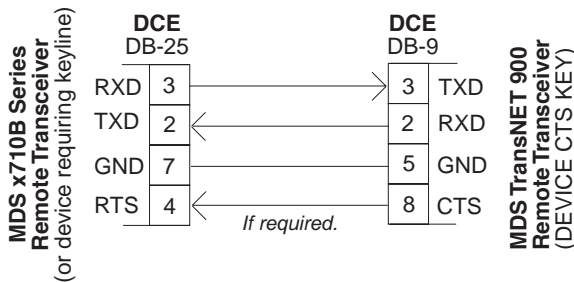 MDS x710B Series
Remote Transceiver
(or device requiring keyline)
DCE
DB-25
DCE
DB-9
RXD 3 3 TXD
TXD 2 2 RXD
GND 7 5 GND
RTS 4 8 CTS
If required.
MDS TransNET 900
Remote Transceiver
(DEVICE CTS KEY)